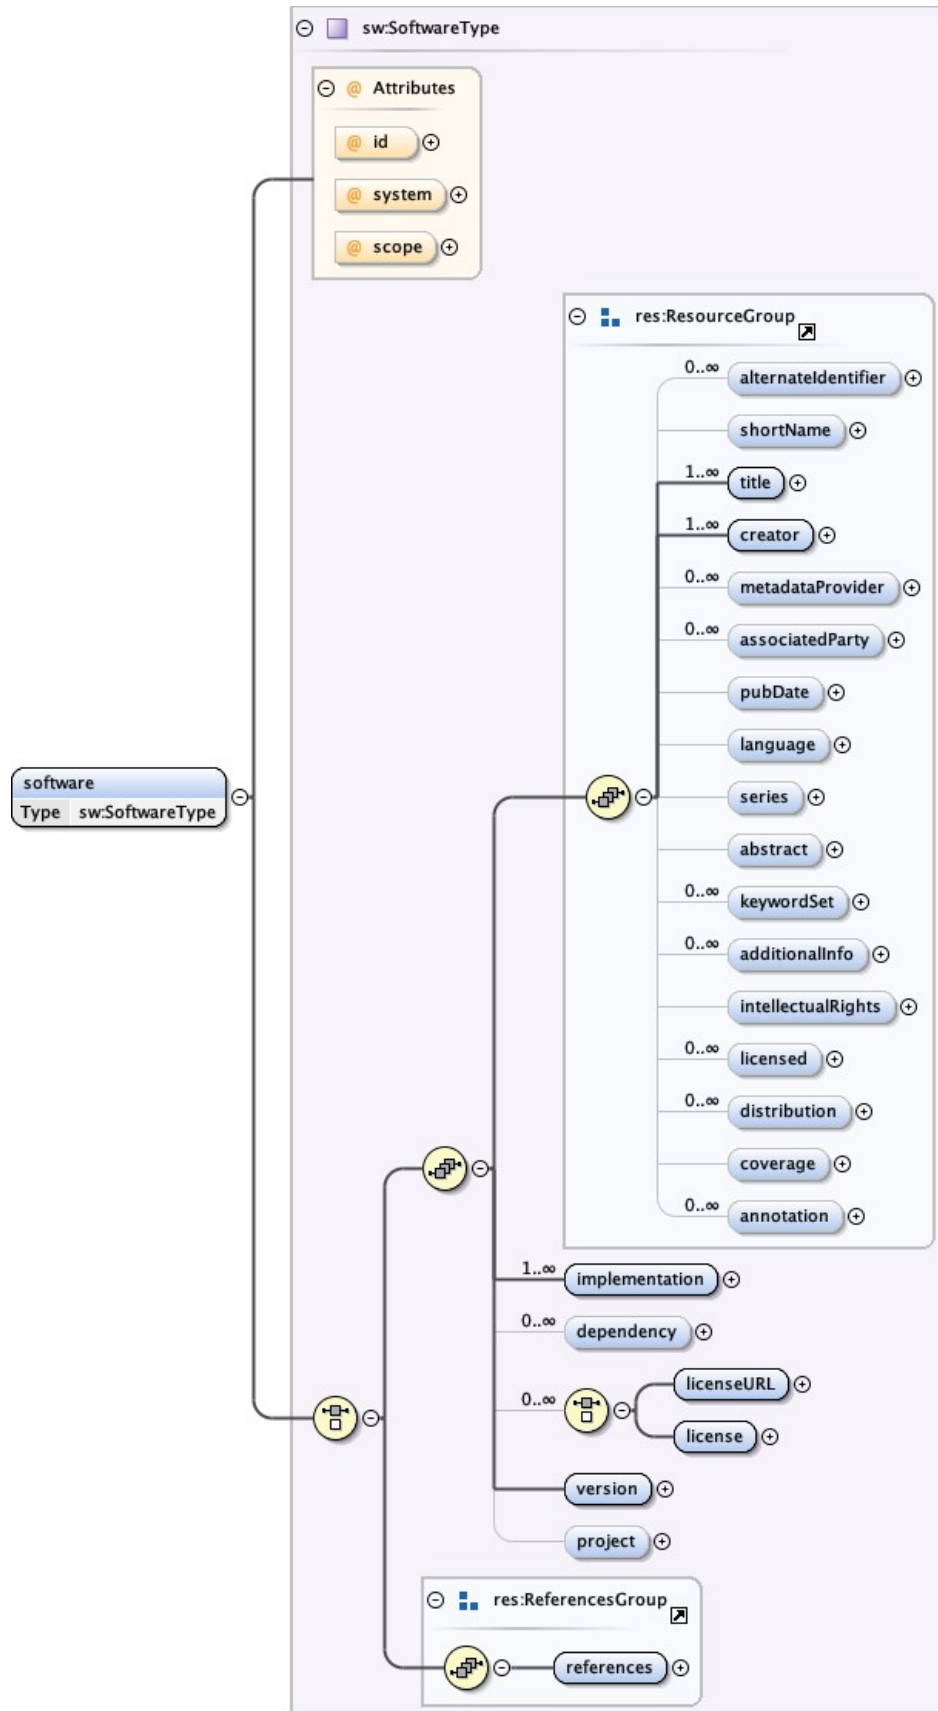 sw:SoftwareType
@ Attributes
@ id
@ system
@ scope
res:ResourceGroup
0..∞ alternateIdentifier
shortName
1..∞ title
1..∞ creator
0..∞ metadataProvider
0..∞ associatedParty
pubDate
language
software
Type sw:SoftwareType
series
abstract
0..∞ keywordSet
0..∞ additionalInfo
intellectualRights
0..∞ licensed
0..∞ distribution
coverage
0..∞ annotation
1..∞ implementation
0..∞ dependency
0..∞
licenseURL
license
version
project
res:ReferencesGroup
references